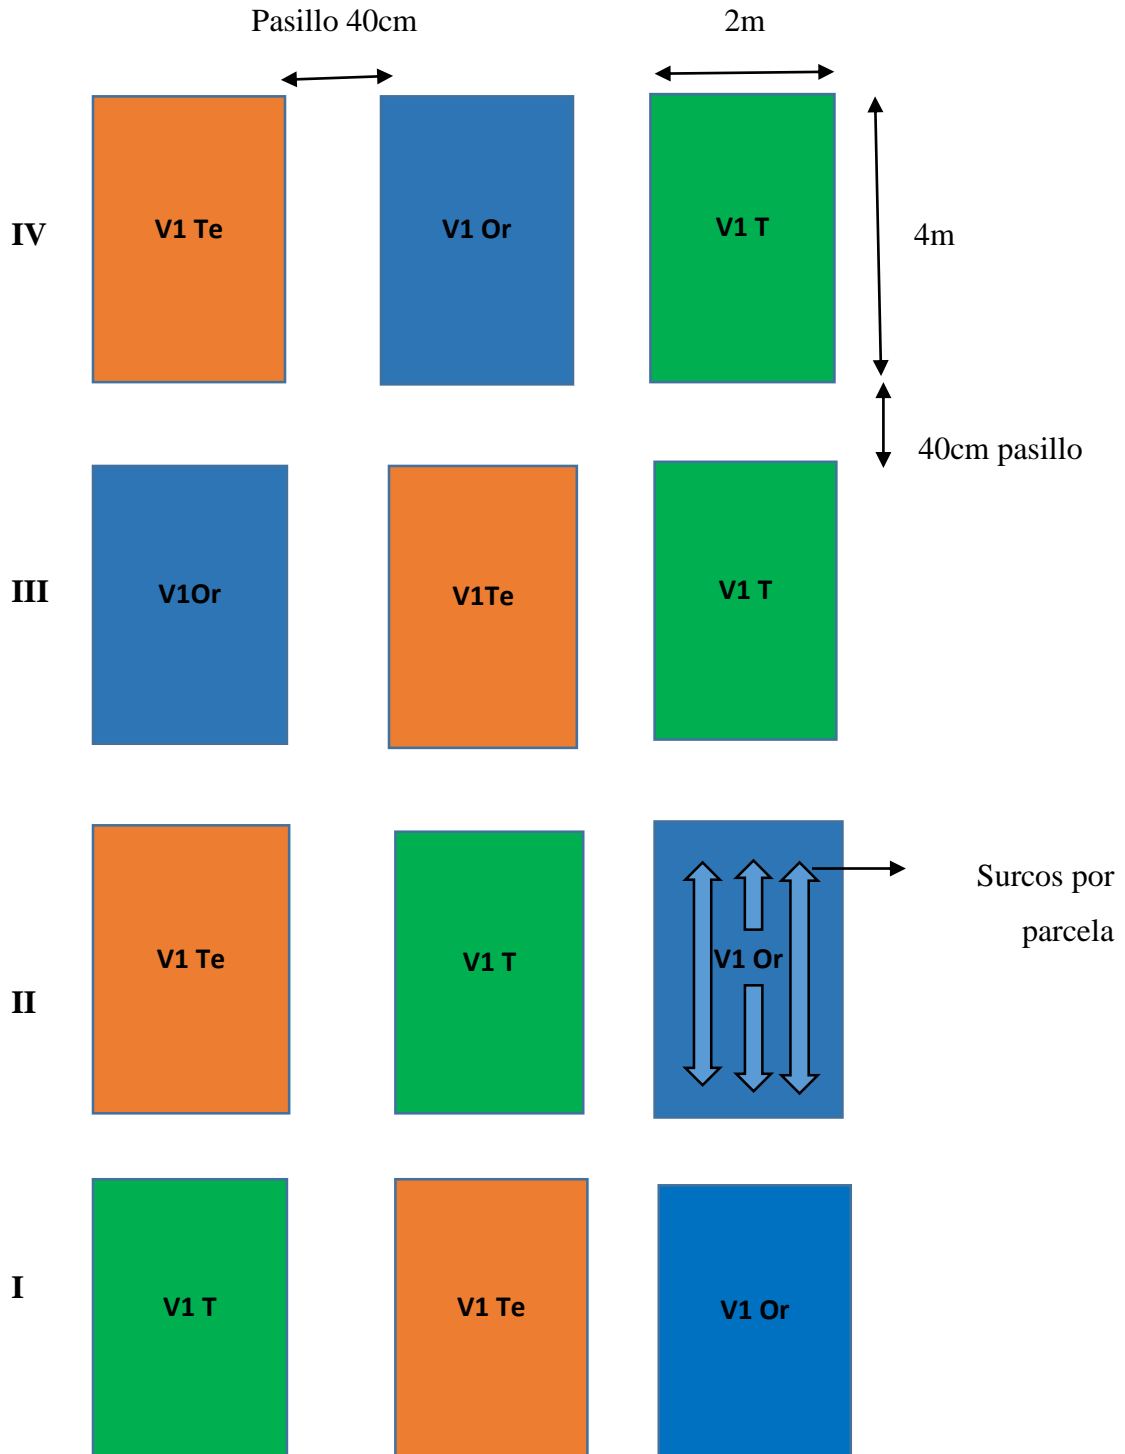 Pasillo 40cm 2m
IV V1 Te V1 Or V1 T 4m
40cm pasillo
III V1Or V1Te V1 T
Surcos por
parcela
II V1 Te V1 T V1 Or
I V1 T V1 Te V1 Or